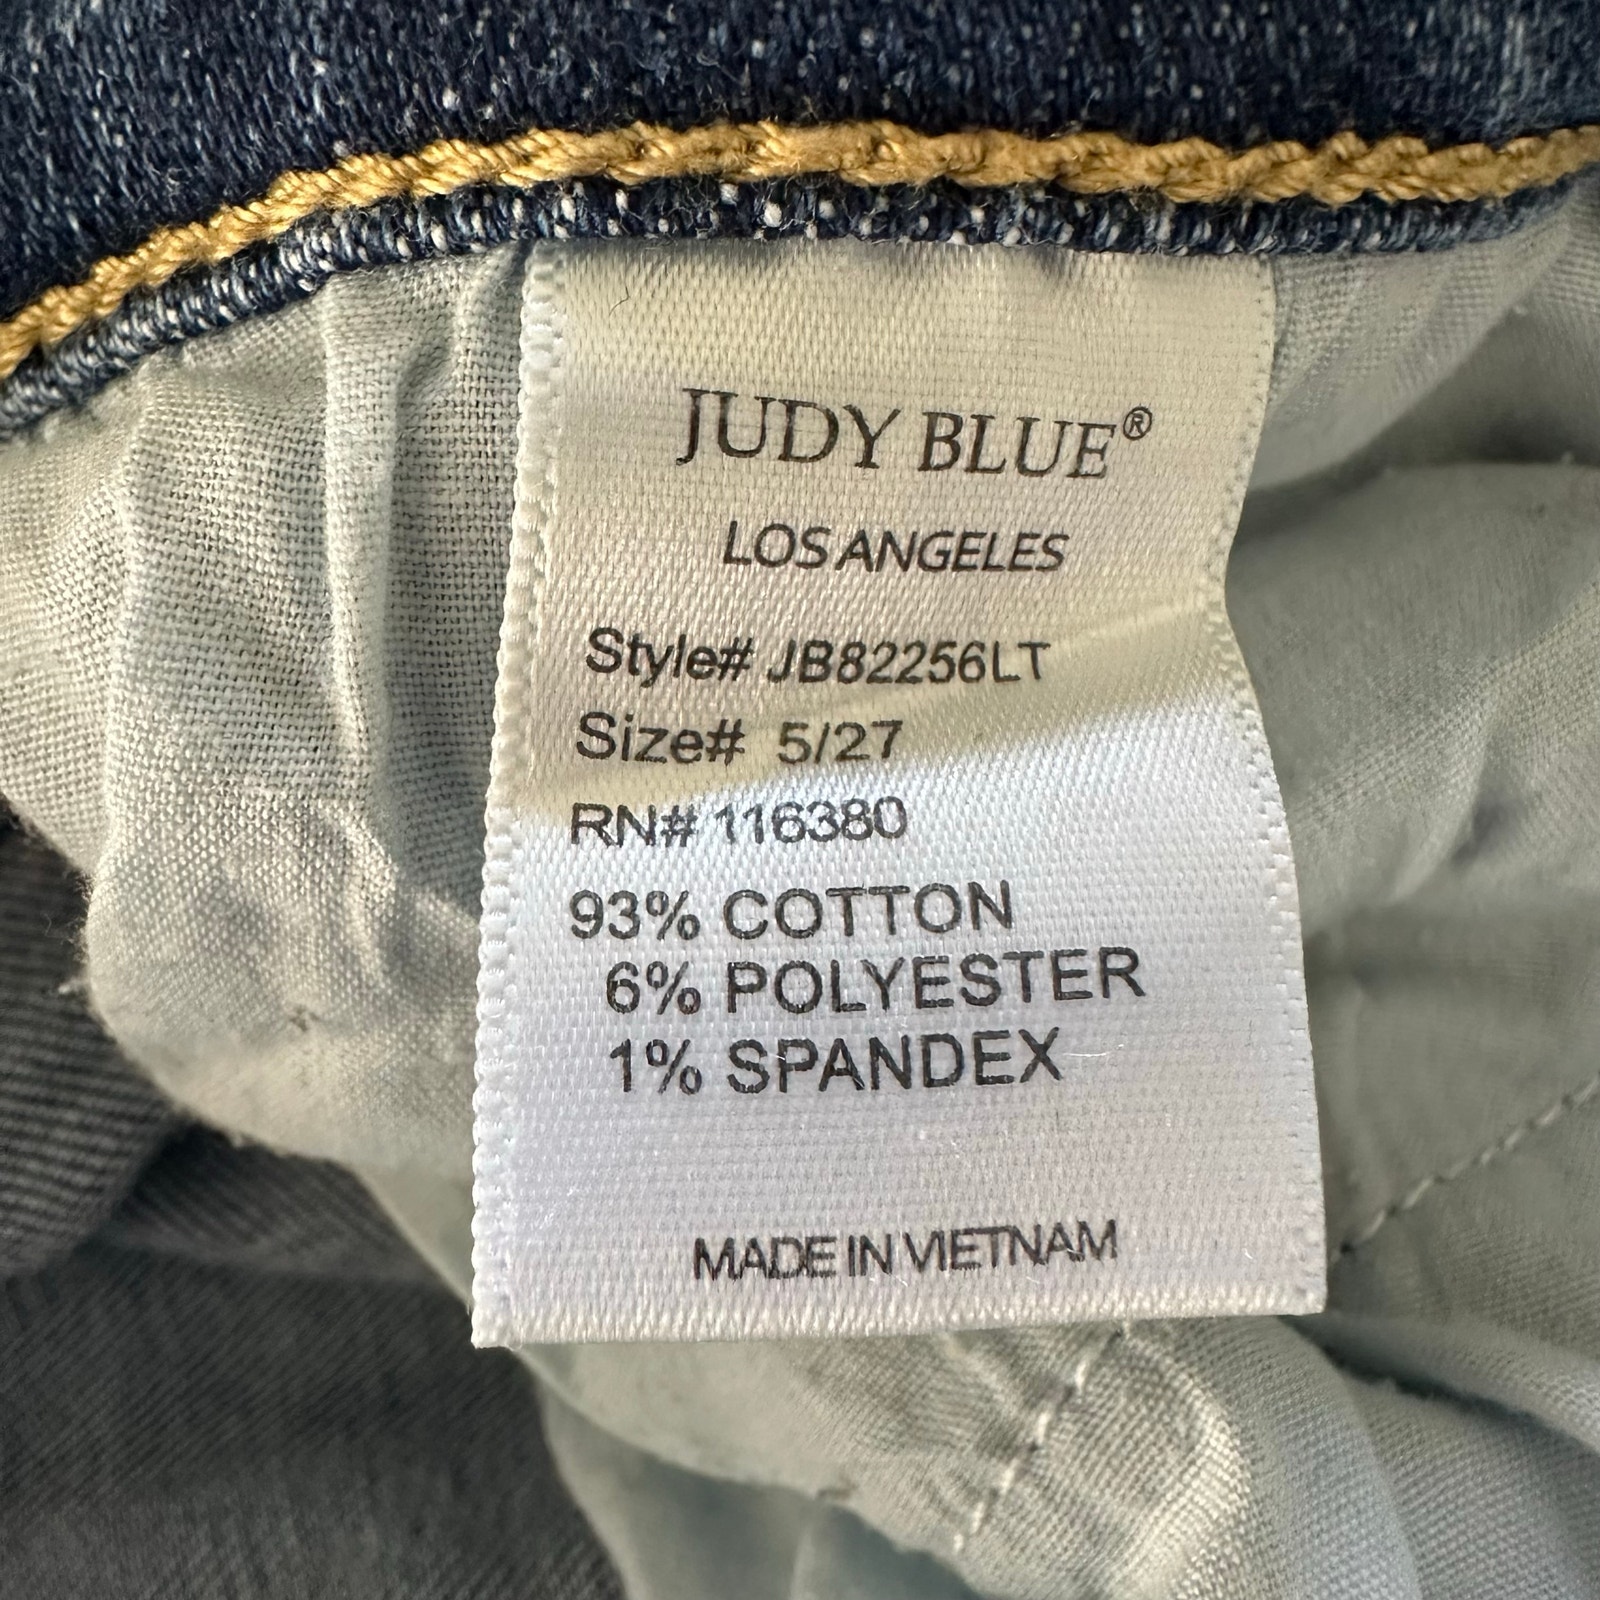 JUDY BLUE®
LOS ANGELES
Style# JB82256LT
Size# 5/27
RN# 116380
93% COTTON
6% POLYESTER
1% SPANDEX
MADE IN VIETNAM